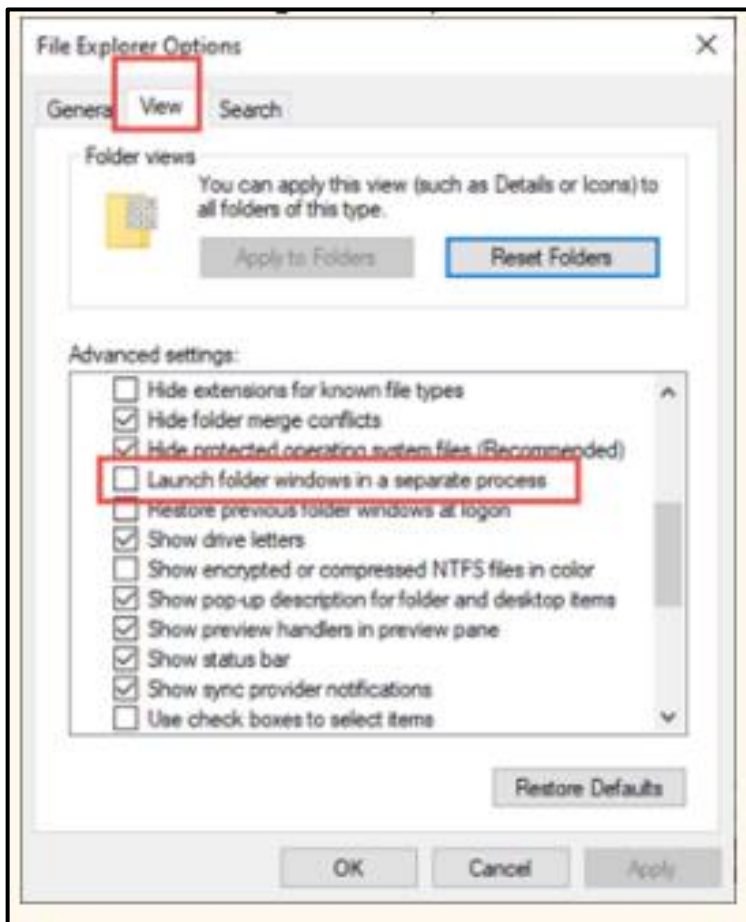 File Explorer Options
General View Search
Folder views
You can apply this view (such as Details or Icons) to
all folders of this type.
Apply to Folders Reset Folders
Advanced settings:
Hide extensions for known file types
Hide folder merge conflicts
Hide protected operating system files (Recommended)
Launch folder windows in a separate process
Restore previous folder windows at logon
Show drive letters
Show encrypted or compressed NTFS files in color
Show pop-up description for folder and desktop items
Show preview handlers in preview pane
Show status bar
Show sync provider notifications
Use check boxes to select items
Restore Defaults
OK Cancel Apply